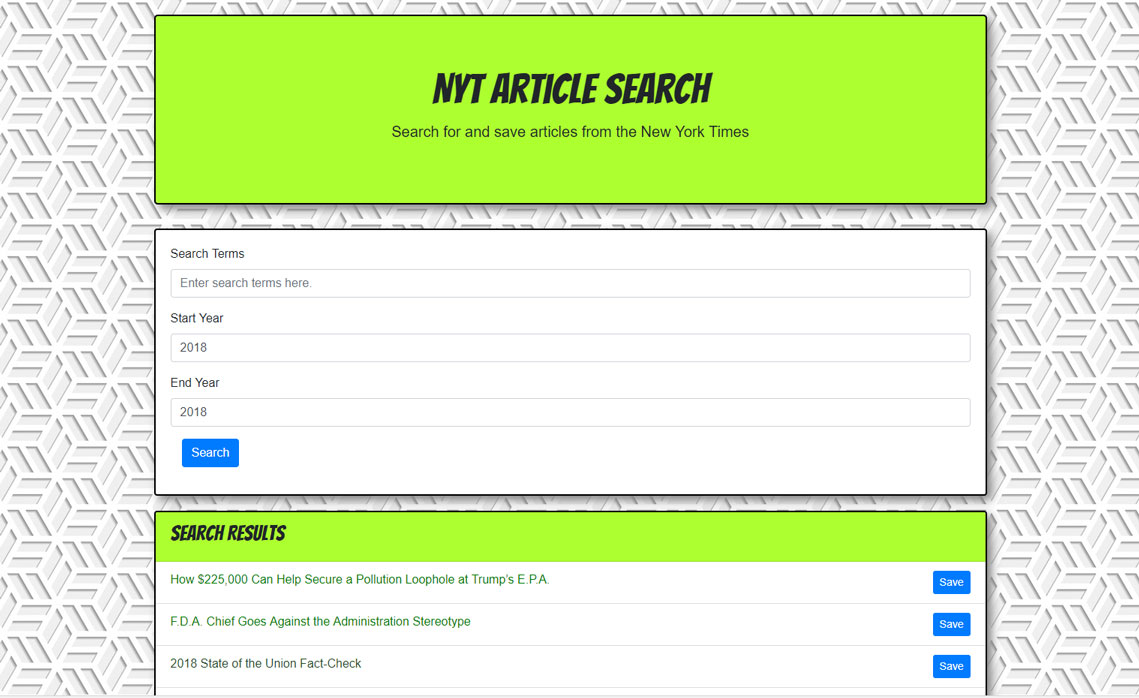 NYT ARTICLE SEARCH
Search for and save articles from the New York Times
Search Terms
Enter search terms here.
Start Year
2018
End Year
2018
Search
SEARCH RESULTS
How $225,000 Can Help Secure a Pollution Loophole at Trump’s E.P.A.
Save
F.D.A. Chief Goes Against the Administration Stereotype
Save
2018 State of the Union Fact-Check
Save